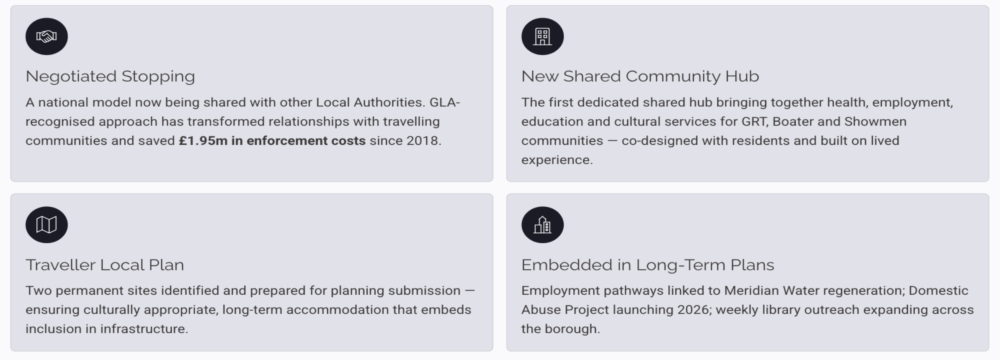 Negotiated Stopping
A national model now being shared with other Local Authorities. GLA-
recognised approach has transformed relationships with travelling
communities and saved £1.95m in enforcement costs since 2018.
New Shared Community Hub
The first dedicated shared hub bringing together health, employment,
education and cultural services for GRT, Boater and Showmen
communities — co-designed with residents and built on lived
experience.
Traveller Local Plan
Two permanent sites identified and prepared for planning submission —
ensuring culturally appropriate, long-term accommodation that embeds
inclusion in infrastructure.
Embedded in Long-Term Plans
Employment pathways linked to Meridian Water regeneration; Domestic
Abuse Project launching 2026; weekly library outreach expanding across
the borough.